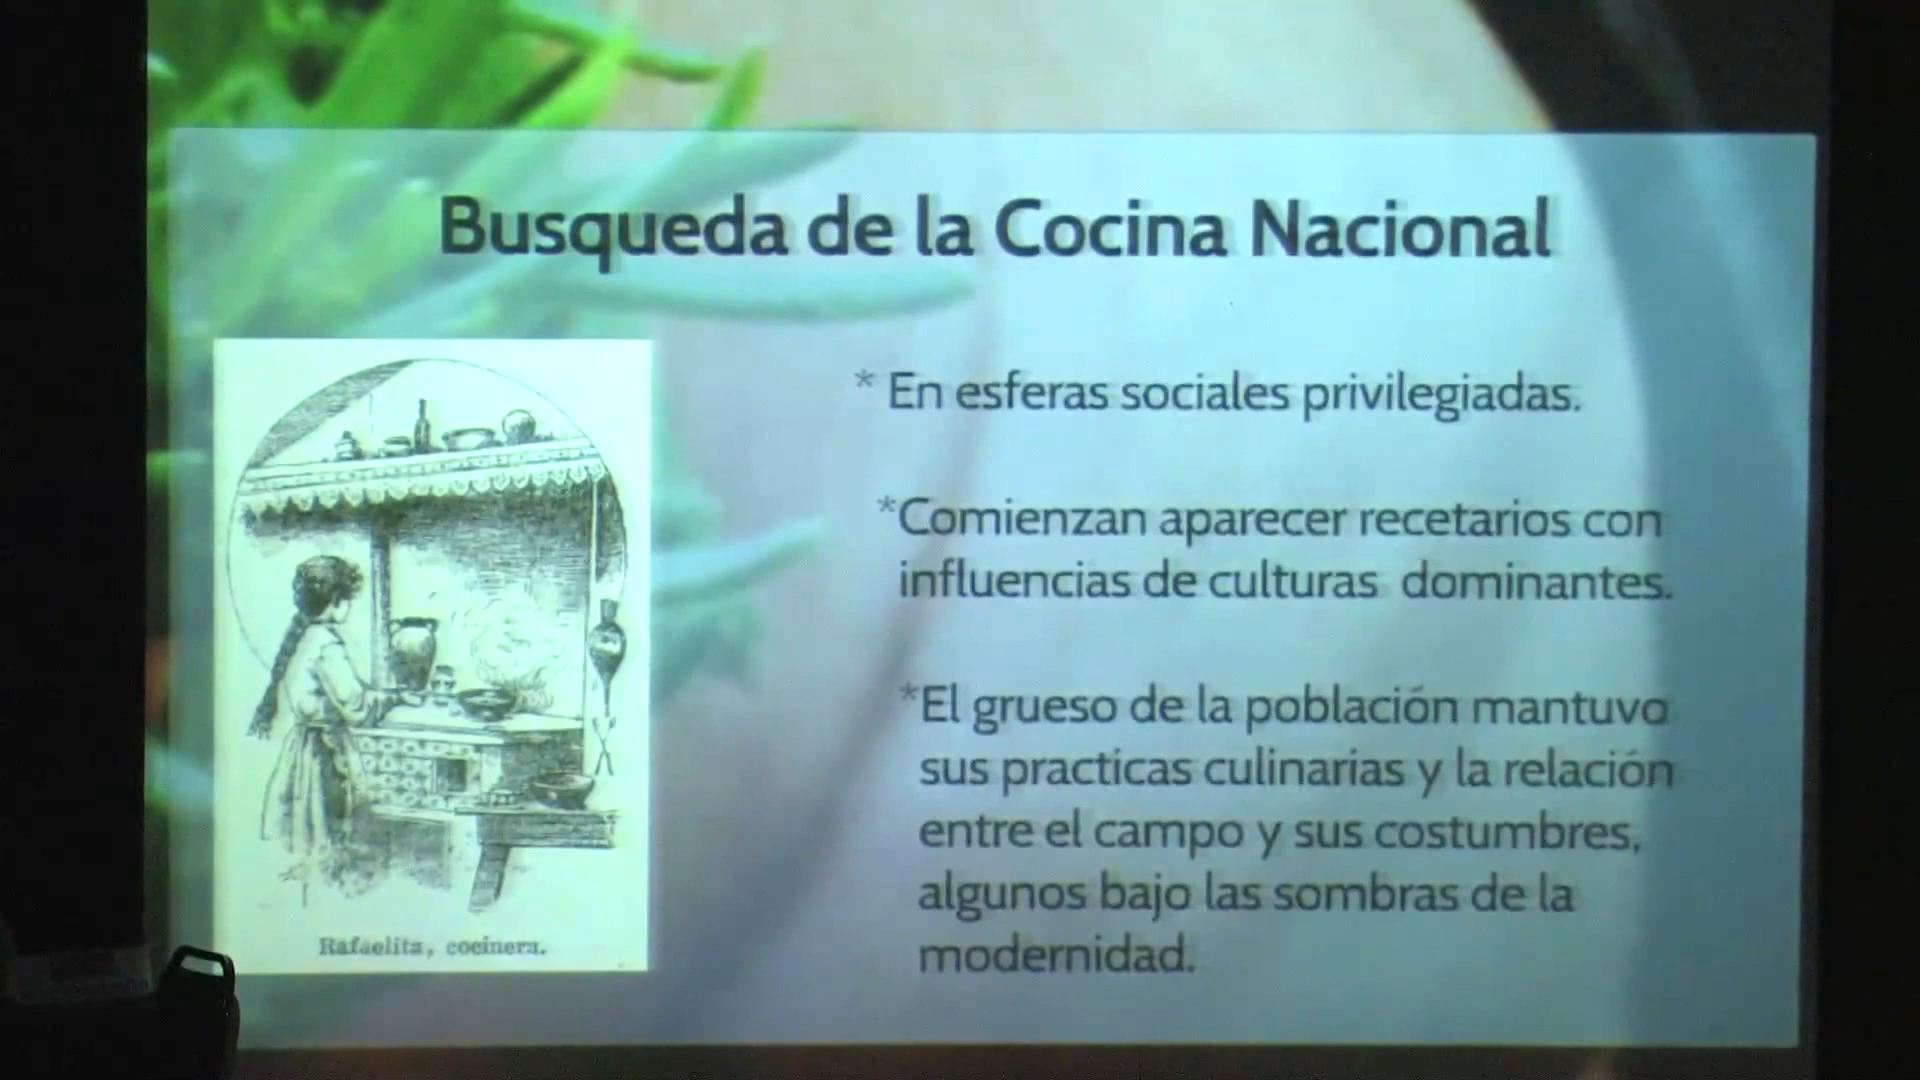 Busqueda de la Cocina Nacional
* En esferas sociales privilegiadas.
*Comienzan aparecer recetarios con
influencias de culturas dominantes.
*El grueso de la población mantuvo
sus practicas culinarias y la relación
entre el campo y sus costumbres,
algunos bajo las sombras de la
modernidad.
Rafaelita, cocinera.